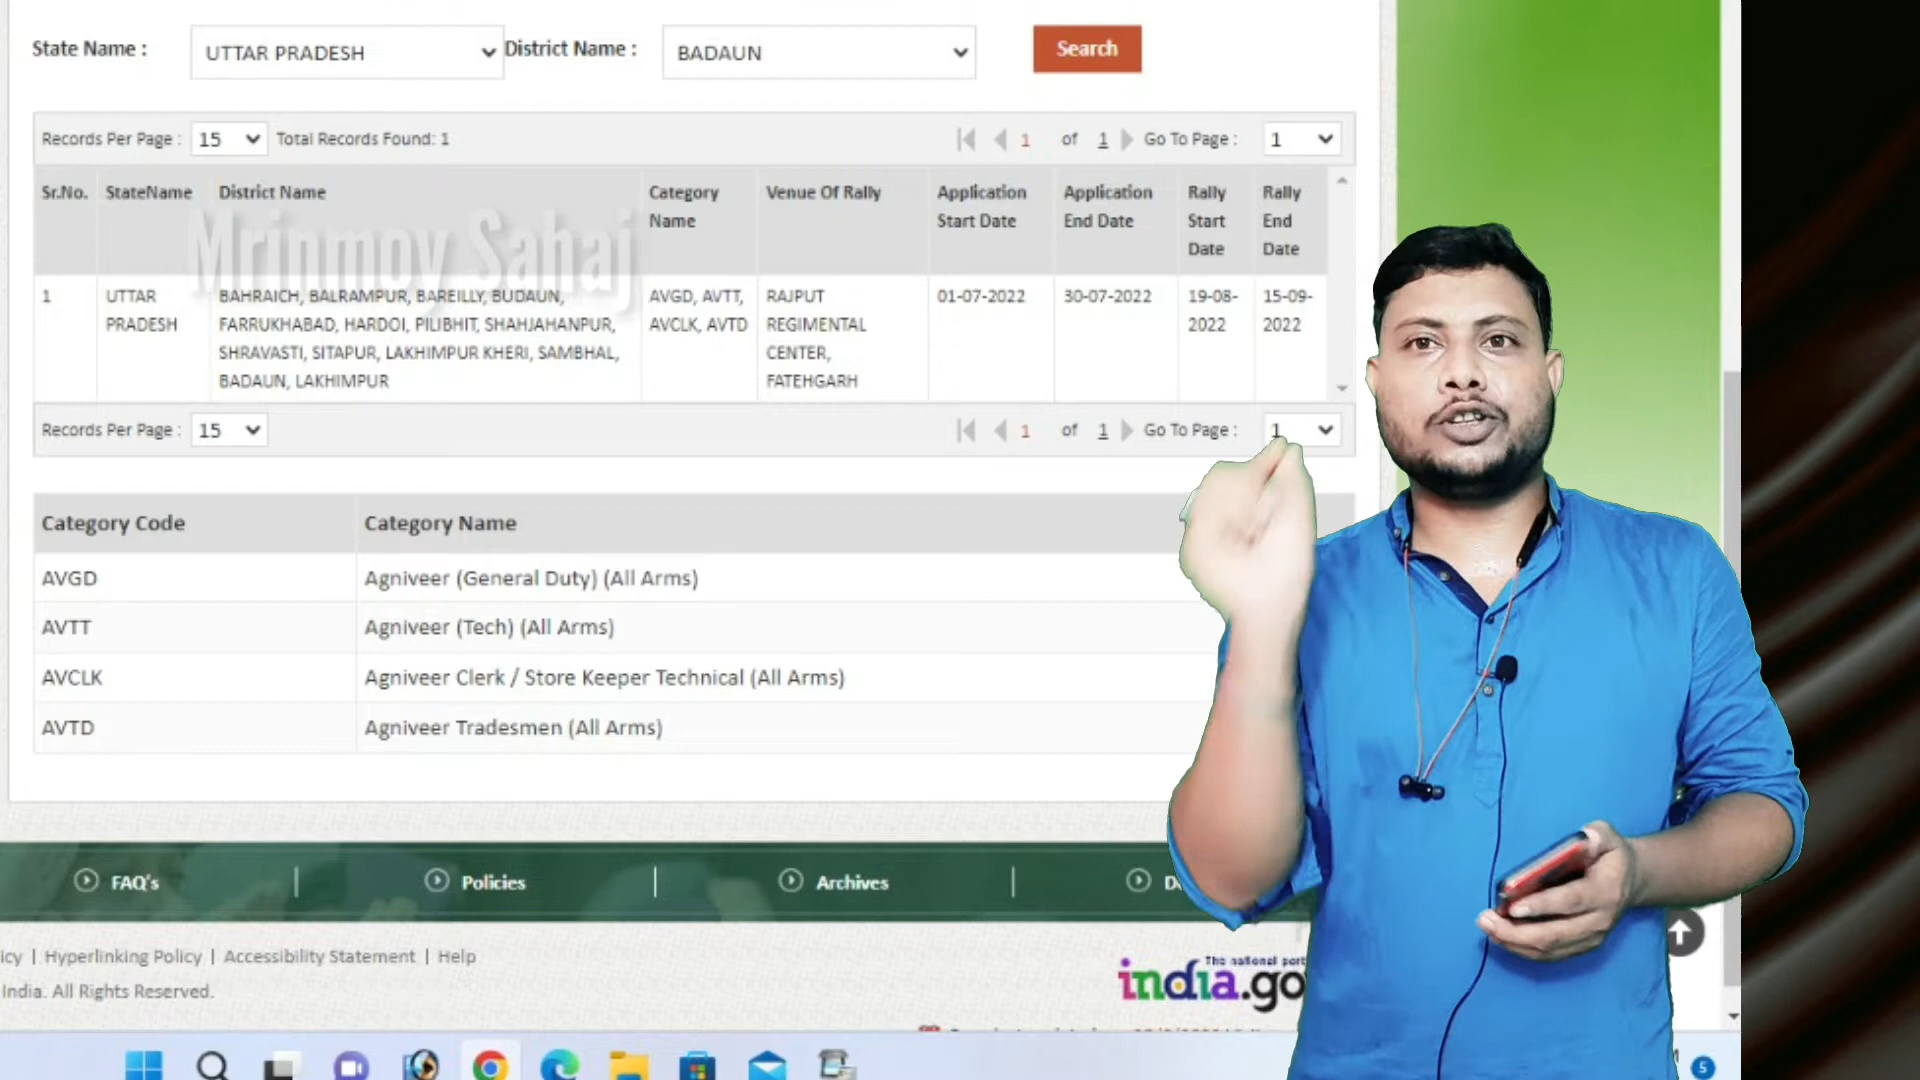 State Name :
UTTAR PRADESH
District Name :
BADAUN
Search
Records Per Page :
15
Total Records Found: 1
1 of 1
Go To Page :
1
Sr.No.
StateName
District Name
Category
Name
Venue Of Rally
Application
Start Date
Application
End Date
Rally
Start
Date
Rally
End
Date
Mrinmoy Sahaj
1
UTTAR
PRADESH
BAHRAICH, BALRAMPUR, BAREILLY, BUDAUN,
FARRUKHABAD, HARDOI, PILIBHIT, SHAHJAHANPUR,
SHRAVASTI, SITAPUR, LAKHIMPUR KHERI, SAMBHAL,
BADAUN, LAKHIMPUR
AVGD, AVTT,
AVCLK, AVTD
RAJPUT
REGIMENTAL
CENTER,
FATEHGARH
01-07-2022
30-07-2022
19-08-
2022
15-09-
2022
Records Per Page :
15
1 of 1
Go To Page :
1
Category Code
Category Name
AVGD
Agniveer (General Duty) (All Arms)
AVTT
Agniveer (Tech) (All Arms)
AVCLK
Agniveer Clerk / Store Keeper Technical (All Arms)
AVTD
Agniveer Tradesmen (All Arms)
FAQ's
Policies
Archives
icy | Hyperlinking Policy | Accessibility Statement | Help
India. All Rights Reserved.
The national port
india.go
5